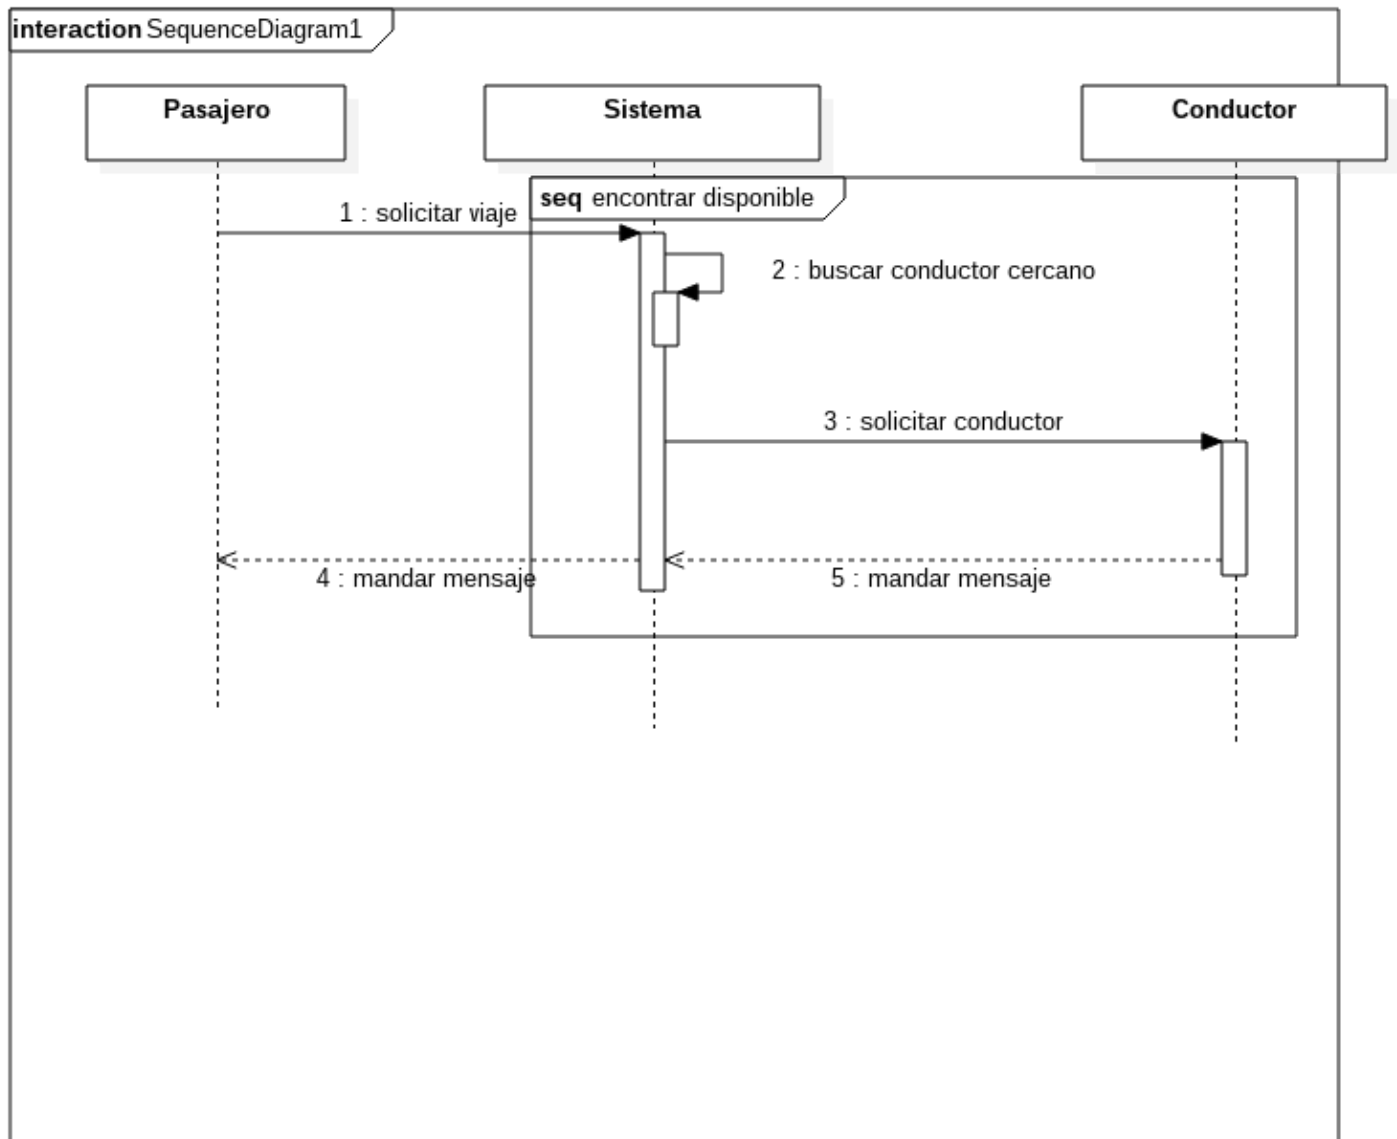 interaction SequenceDiagram1
Pasajero
Sistema
Conductor
seq encontrar disponible
1 : solicitar viaje
2 : buscar conductor cercano
3 : solicitar conductor
4 : mandar mensaje
5 : mandar mensaje